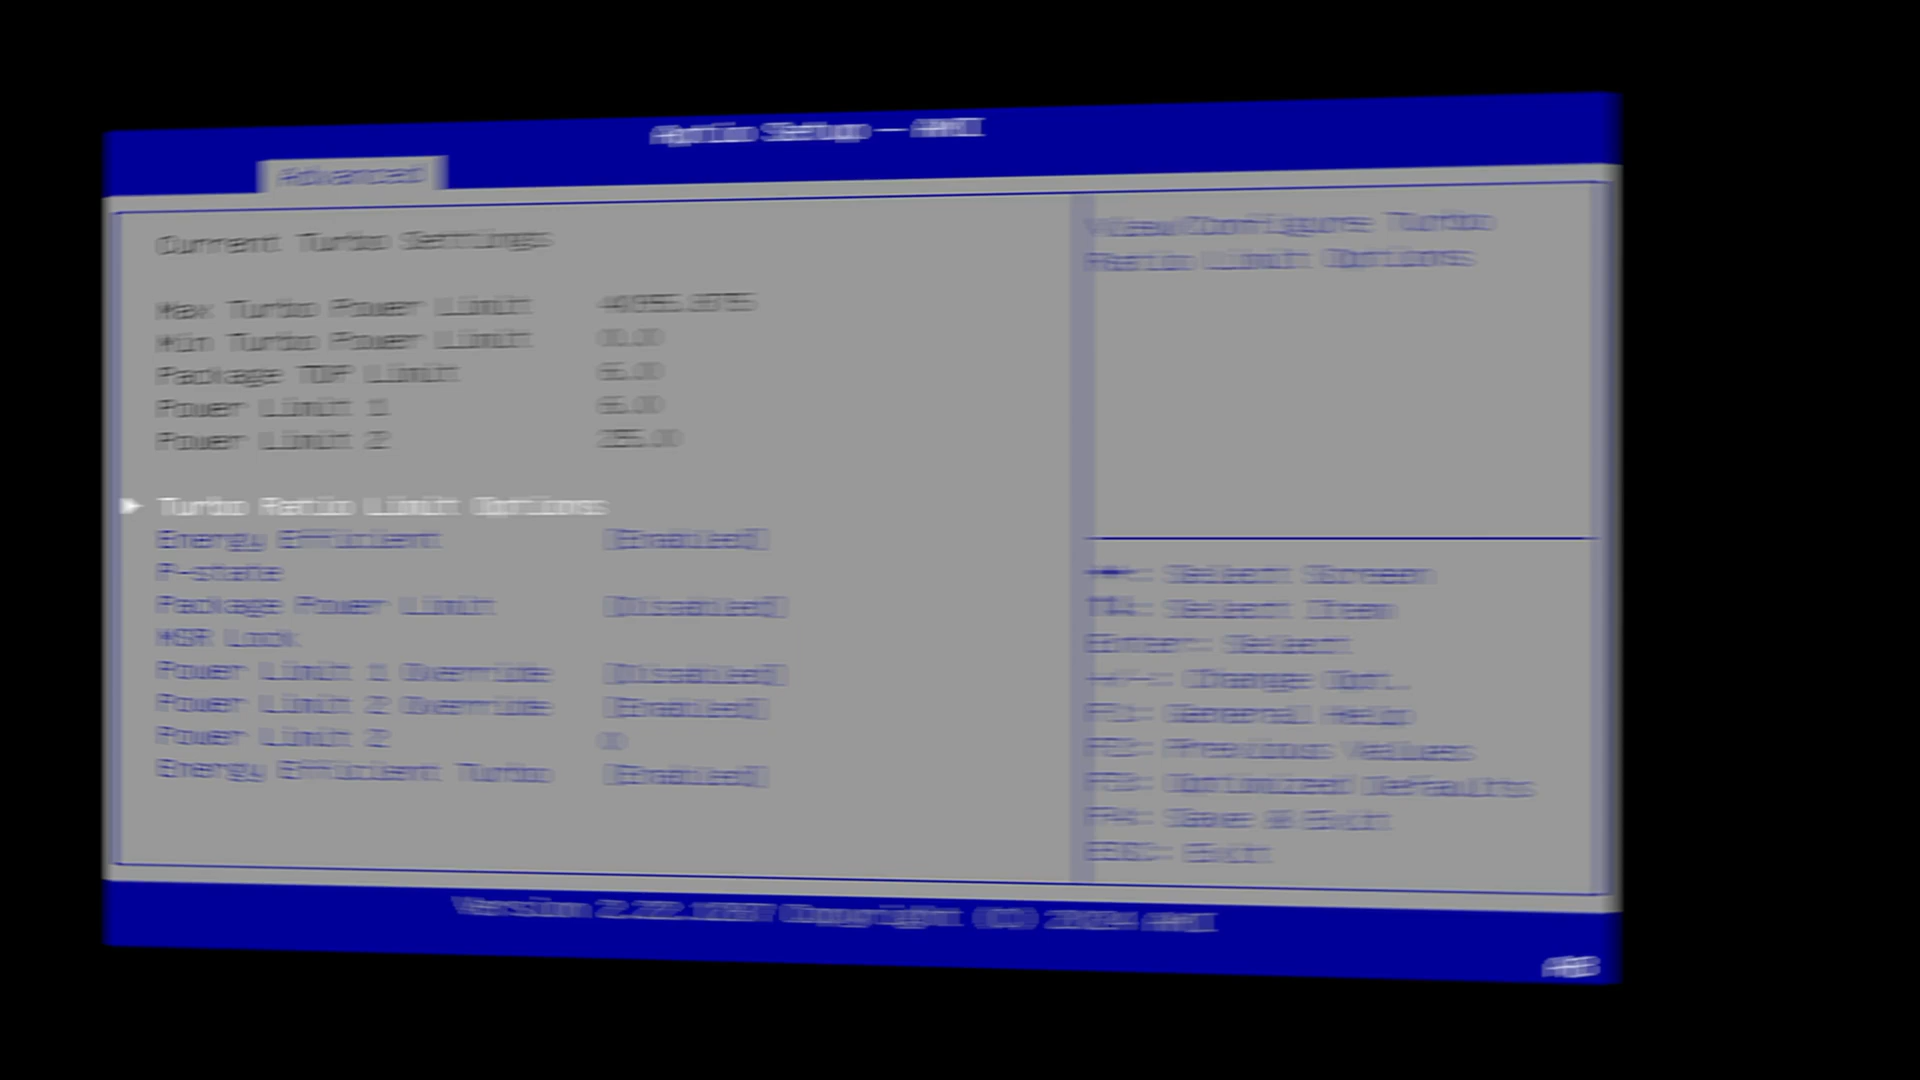 Aptio Setup – AMI
Advanced
Current Turbo Settings
Max Turbo Power Limit
Min Turbo Power Limit
Package TDP Limit
Power Limit 1
Power Limit 2
▶ Turbo Ratio Limit Options
Energy Efficient [Enabled]
P-state
Package Power Limit [Disabled]
MSR Lock
Power Limit 1 Override [Disabled]
Power Limit 2 Override [Enabled]
Power Limit 2
Energy Efficient Turbo [Enabled]
View/Configure Turbo
Ratio Limit Options
Select Screen
Select Item
Enter: Select
+/-: Change Opt.
F1: General Help
F2: Previous Values
F3: Optimized Defaults
F4: Save & Exit
ESC: Exit
Version Copyright (C) AMI